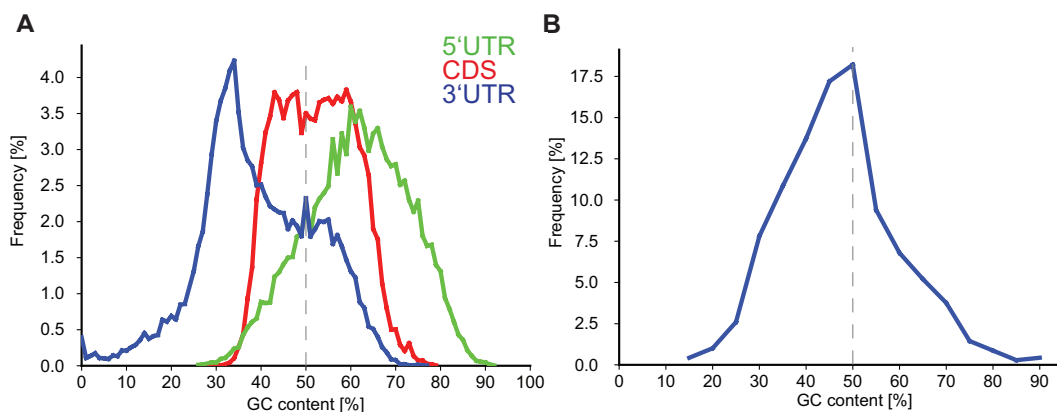 A
5‘UTR
CDS
3‘UTR
Frequency [%]
4.0
3.5
3.0
2.5
2.0
1.5
1.0
0.5
0.0
0 10 20 30 40 50 60 70 80 90 100
GC content [%]
B
Frequency [%]
17.5
15.0
12.5
10.0
7.5
5.0
2.5
0.0
0 10 20 30 40 50 60 70 80 90
GC content [%]